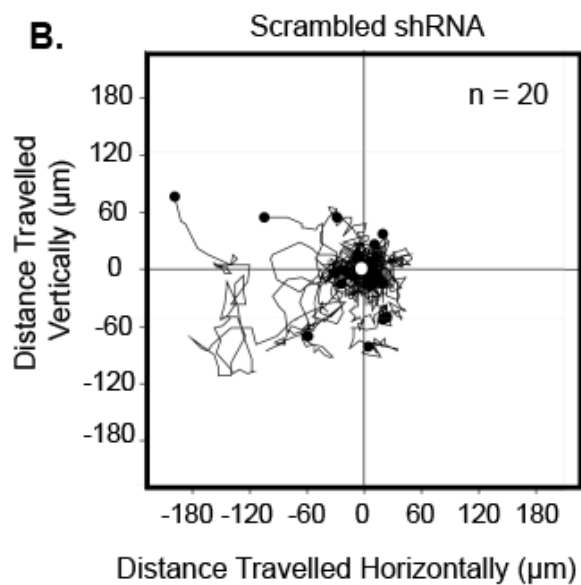 B.
Scrambled shRNA
n = 20
Distance Travelled
Vertically (µm)
180
120
60
0
-60
-120
-180
-180 -120 -60 0 60 120 180
Distance Travelled Horizontally (µm)